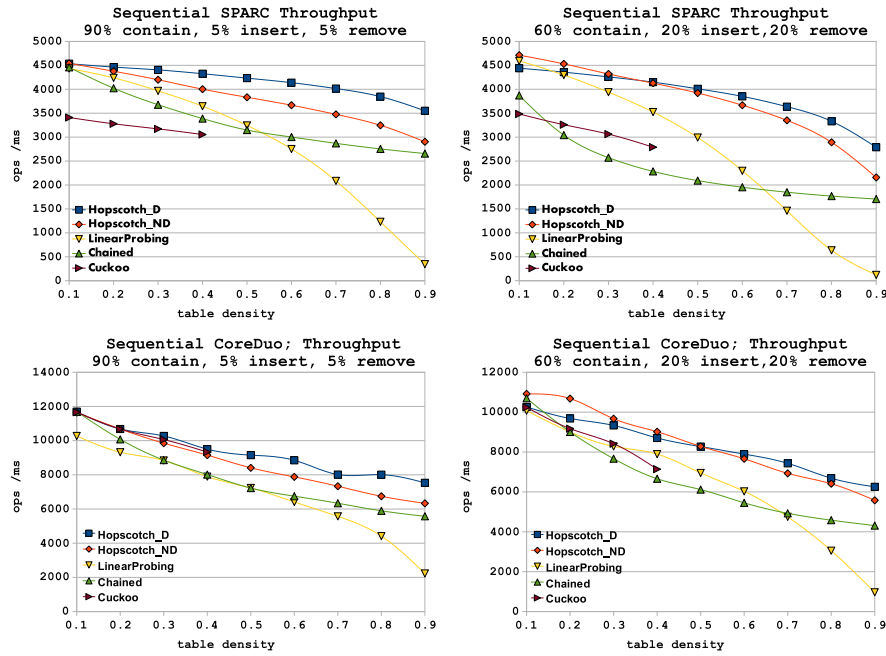 Sequential SPARC Throughput
90% contain, 5% insert, 5% remove
5000
4500
4000
3500
3000
2500
2000
1500
1000
500
0
ops /ms
Hopscotch_D
Hopscotch_ND
LinearProbing
Chained
Cuckoo
0.1 0.2 0.3 0.4 0.5 0.6 0.7 0.8 0.9
table density
Sequential SPARC Throughput
60% contain, 20% insert,20% remove
5000
4500
4000
3500
3000
2500
2000
1500
1000
500
0
ops /ms
Hopscotch_D
Hopscotch_ND
LinearProbing
Chained
Cuckoo
0.1 0.2 0.3 0.4 0.5 0.6 0.7 0.8 0.9
table density
Sequential CoreDuo; Throughput
90% contain, 5% insert, 5% remove
14000
12000
10000
8000
6000
4000
2000
0
ops /ms
Hopscotch_D
Hopscotch_ND
LinearProbing
Chained
Cuckoo
0.1 0.2 0.3 0.4 0.5 0.6 0.7 0.8 0.9
table density
Sequential CoreDuo; Throughput
60% contain, 20% insert,20% remove
12000
10000
8000
6000
4000
2000
0
ops /ms
Hopscotch_D
Hopscotch_ND
LinearProbing
Chained
Cuckoo
0.1 0.2 0.3 0.4 0.5 0.6 0.7 0.8 0.9
table density